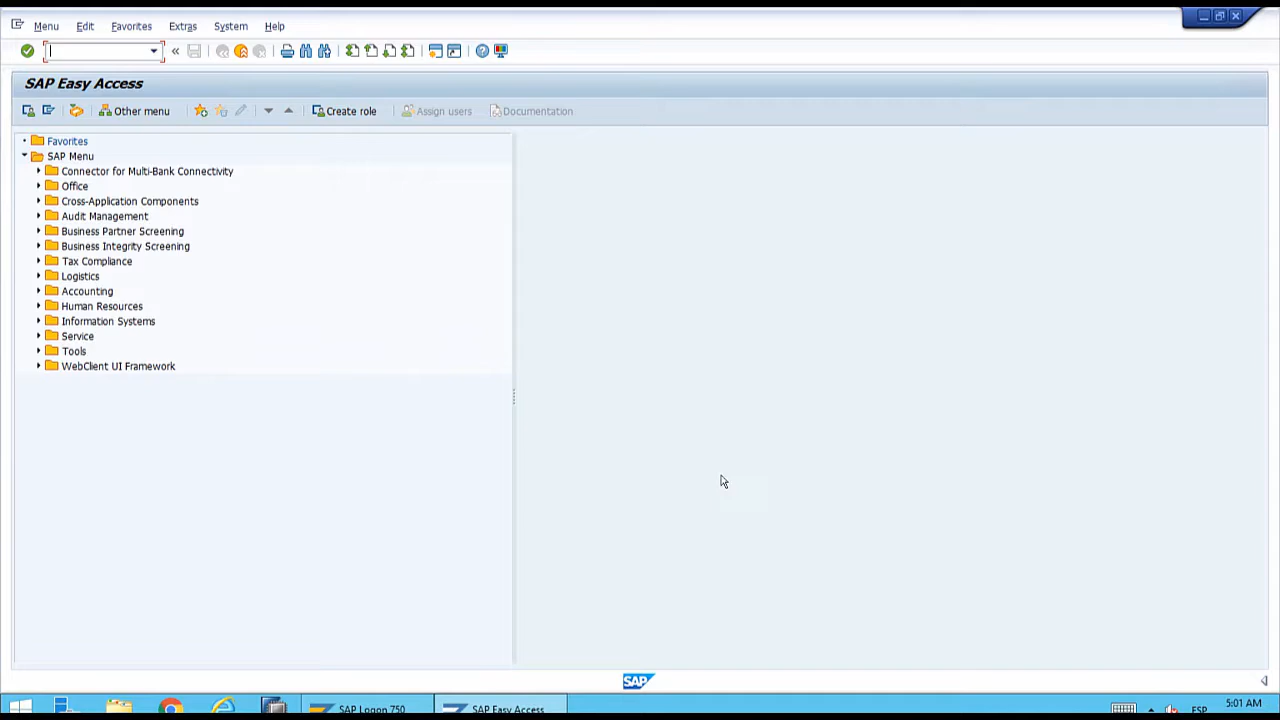 Menu Edit Favorites Extras System Help
SAP Easy Access
Other menu Create role Assign users Documentation
Favorites
SAP Menu
Connector for Multi-Bank Connectivity
Office
Cross-Application Components
Audit Management
Business Partner Screening
Business Integrity Screening
Tax Compliance
Logistics
Accounting
Human Resources
Information Systems
Service
Tools
WebClient UI Framework
SAP
SAP Logon 750 SAP Easy Access ESP 5:01 AM